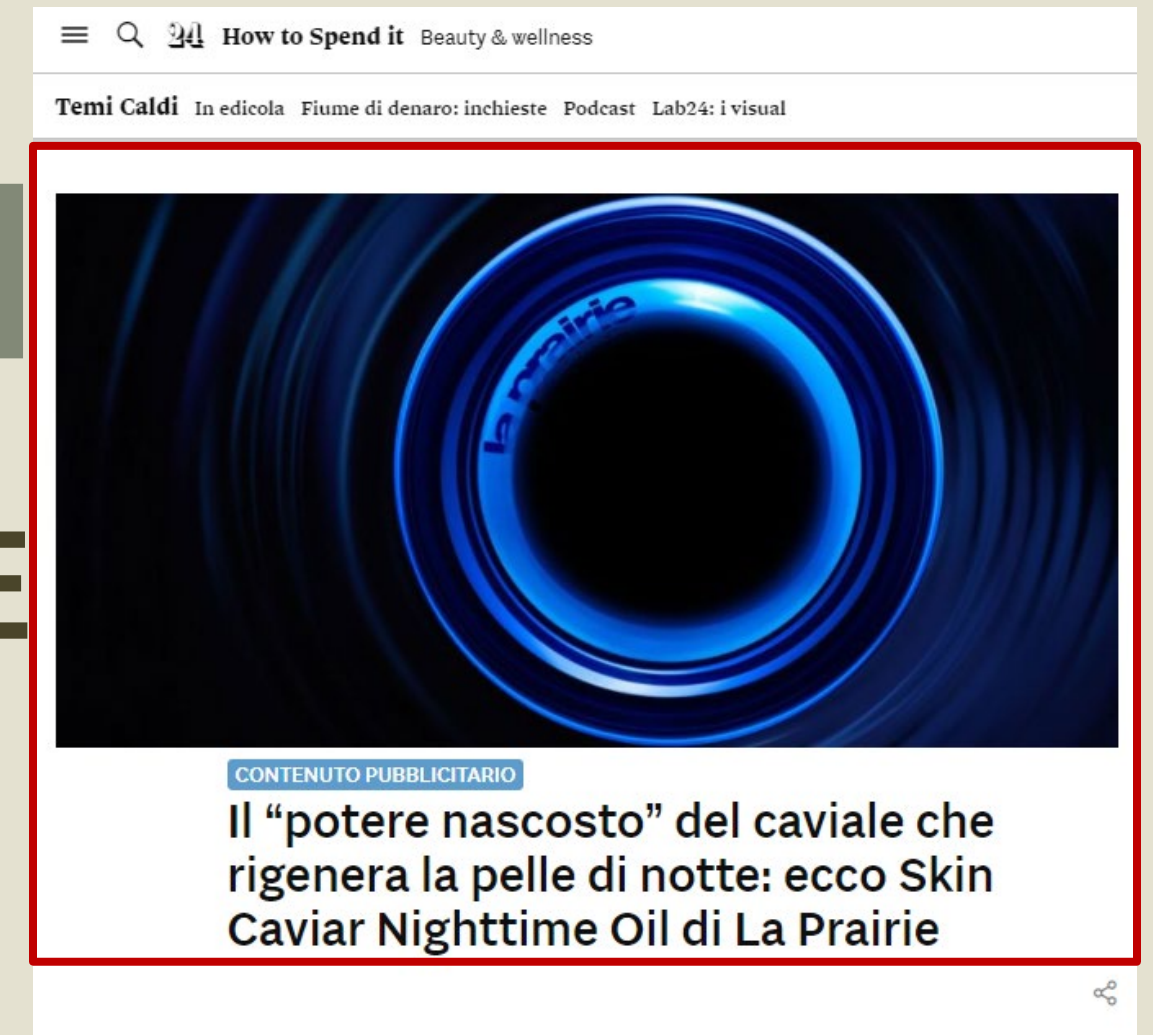 24 How to Spend it Beauty & wellness
Temi Caldi In edicola Fiume di denaro: inchieste Podcast Lab24: i visual
la prairie
CONTENUTO PUBBLICITARIO
Il “potere nascosto” del caviale che
rigenera la pelle di notte: ecco Skin
Caviar Nighttime Oil di La Prairie